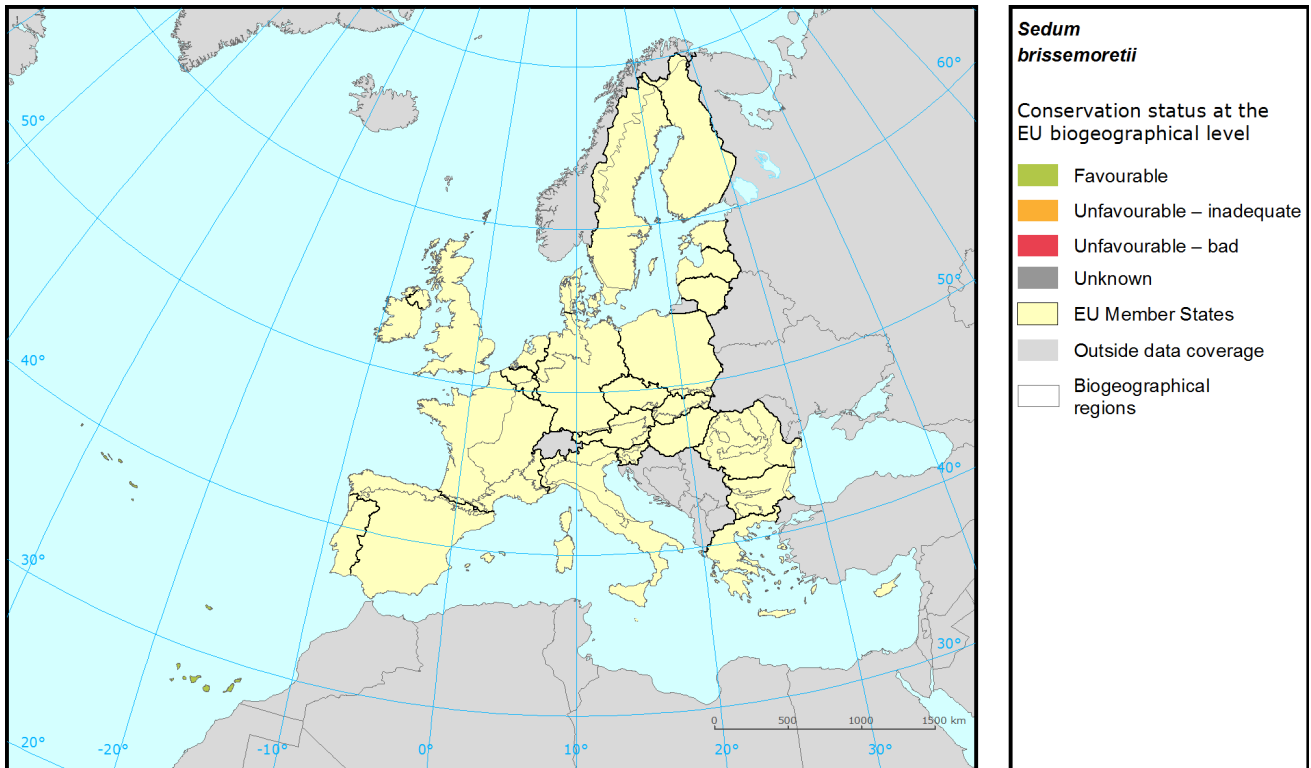 Sedum
brissemoretii
Conservation status at the
EU biogeographical level
Favourable
Unfavourable – inadequate
Unfavourable – bad
Unknown
EU Member States
Outside data coverage
Biogeographical
regions
60°
50°
50°
40°
40°
30°
30°
0 500 1000 1500 km
20° -20° -10° 0° 10° 20° 30°